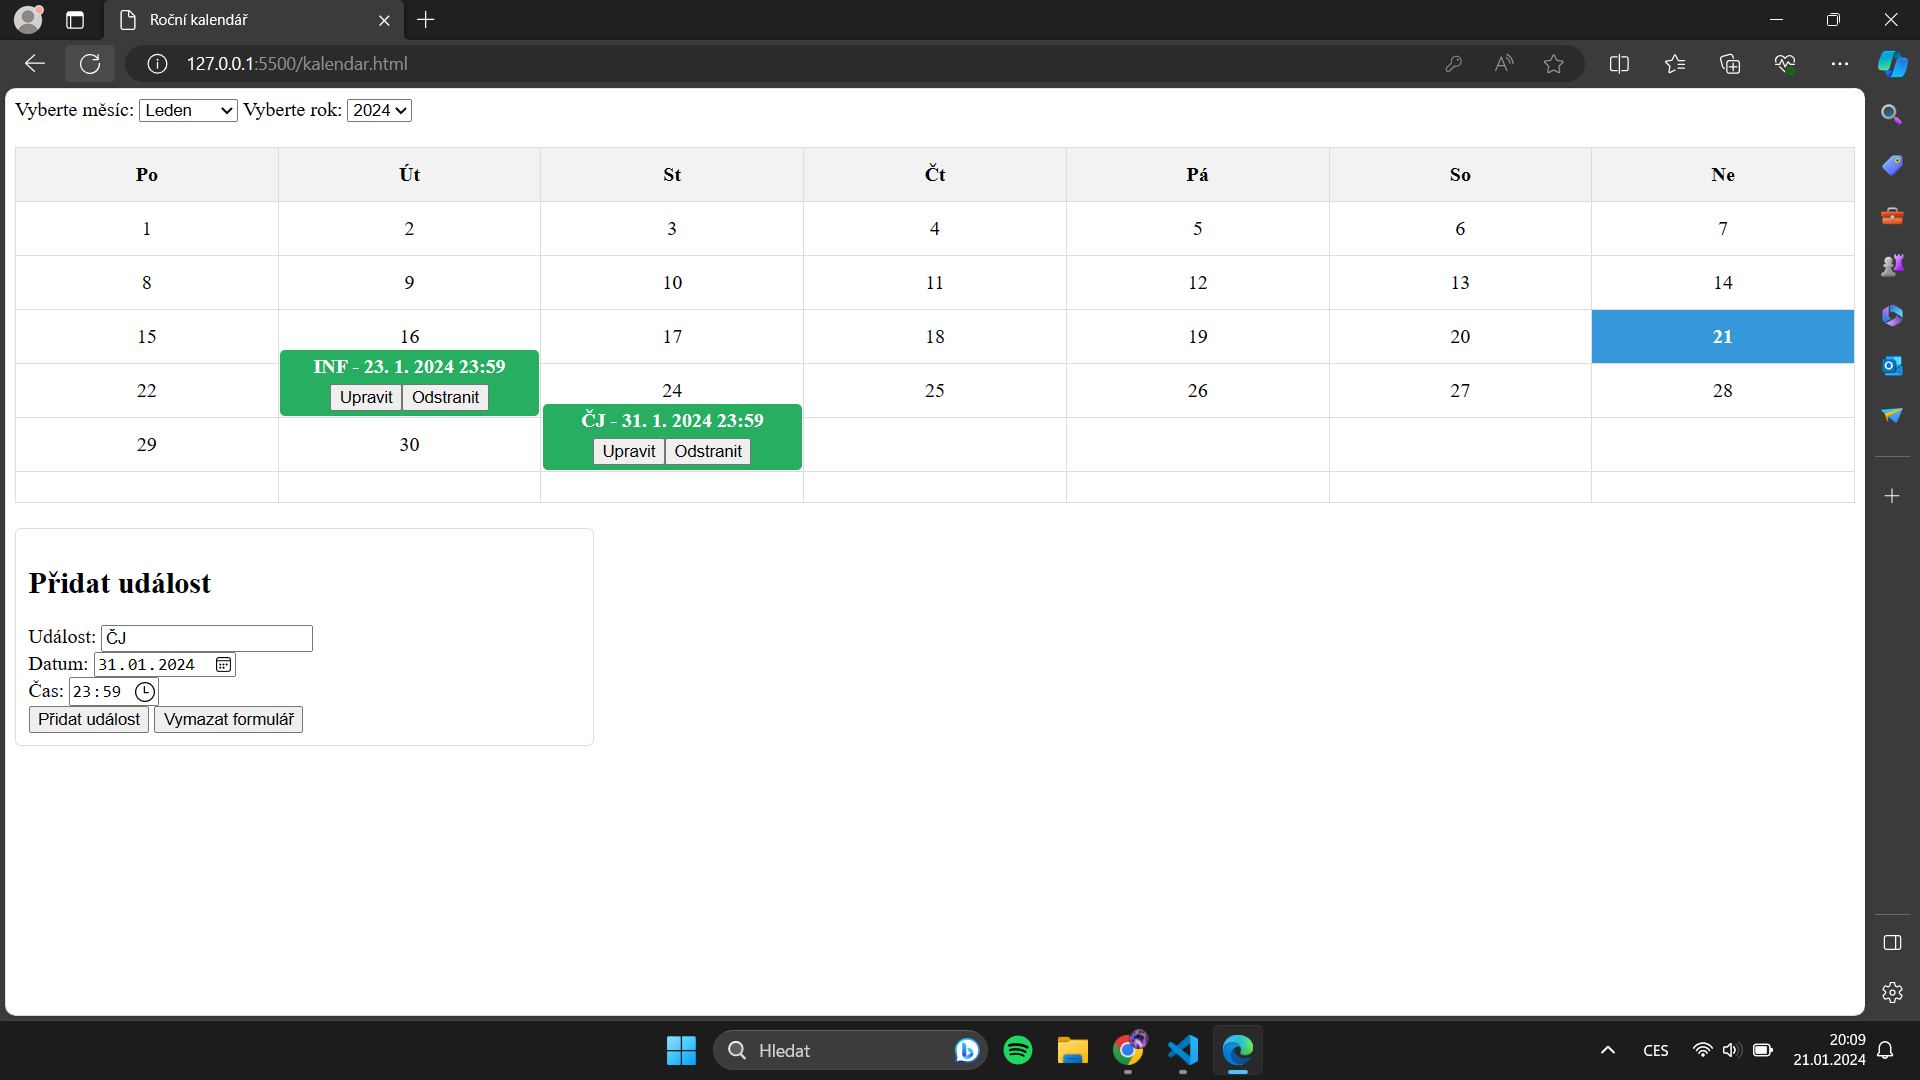 Roční kalendář
127.0.0.1:5500/kalendar.html
Vyberte měsíc: Leden Vyberte rok: 2024
Po Út St Čt Pá So Ne
1 2 3 4 5 6 7
8 9 10 11 12 13 14
15 16 17 18 19 20 21
INF - 23. 1. 2024 23:59
Upravit Odstranit
22 24 25 26 27 28
ČJ - 31. 1. 2024 23:59
Upravit Odstranit
29 30
Přidat událost
Událost: ČJ
Datum: 31.01.2024
Čas: 23:59
Přidat událost Vymazat formulář
Hledat
CES
20:09
21.01.2024